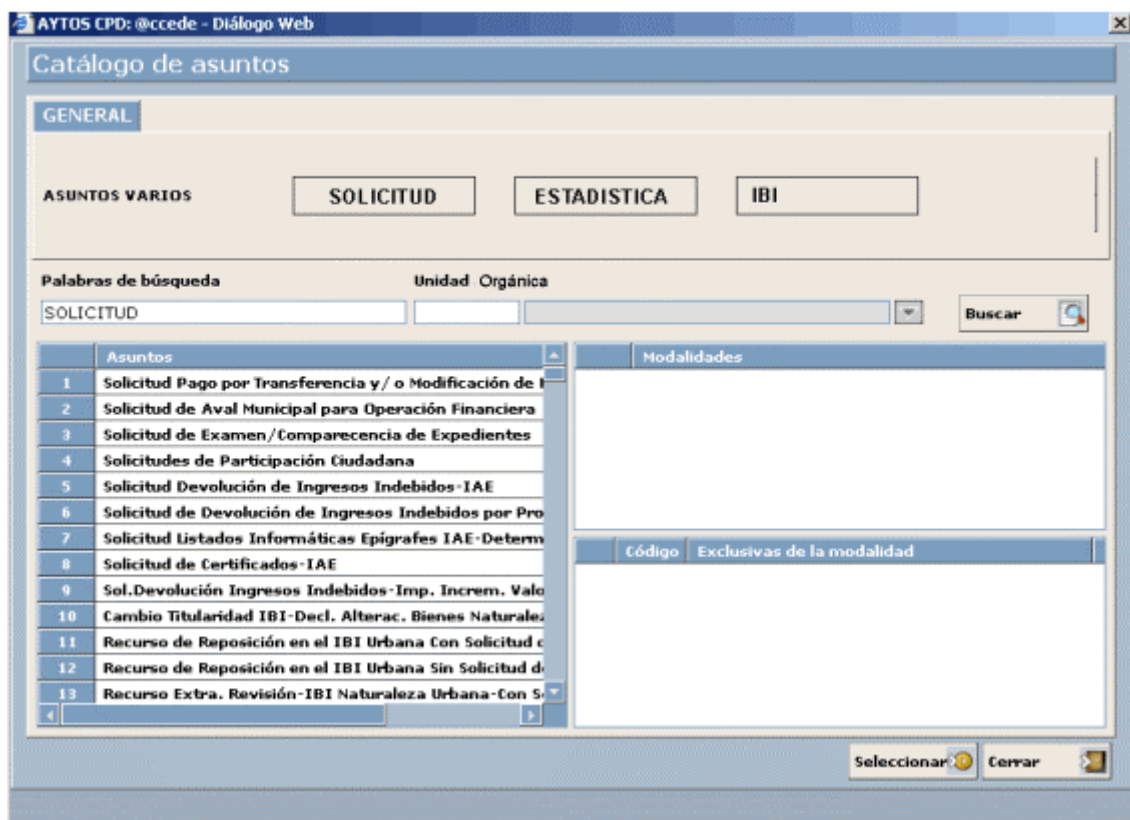 AYTOS CPD: @ccede - Diálogo Web
Catálogo de asuntos
GENERAL
ASUNTOS VARIOS SOLICITUD ESTADISTICA IBI
Palabras de búsqueda Unidad Orgánica
SOLICITUD Buscar
Asuntos Modalidades
1 Solicitud Pago por Transferencia y/ o Modificación de
2 Solicitud de Aval Municipal para Operación Financiera
3 Solicitud de Examen/Comparecencia de Expedientes
4 Solicitudes de Participación Ciudadana
5 Solicitud Devolución de Ingresos Indebidos-IAE
6 Solicitud de Devolución de Ingresos Indebidos por Pro
7 Solicitud Listados Informáticas Epígrafes IAE-Determ
8 Solicitud de Certificados-IAE
9 Sol.Devolución Ingresos Indebidos-Imp. Increm. Valo
10 Cambio Titularidad IBI-Decl. Alterac. Bienes Naturalez
11 Recurso de Reposición en el IBI Urbana Con Solicitud
12 Recurso de Reposición en el IBI Urbana Sin Solicitud
13 Recurso Extra. Revisión-IBI Naturaleza Urbana-Con
Código Exclusivas de la modalidad
Seleccionar Cerrar